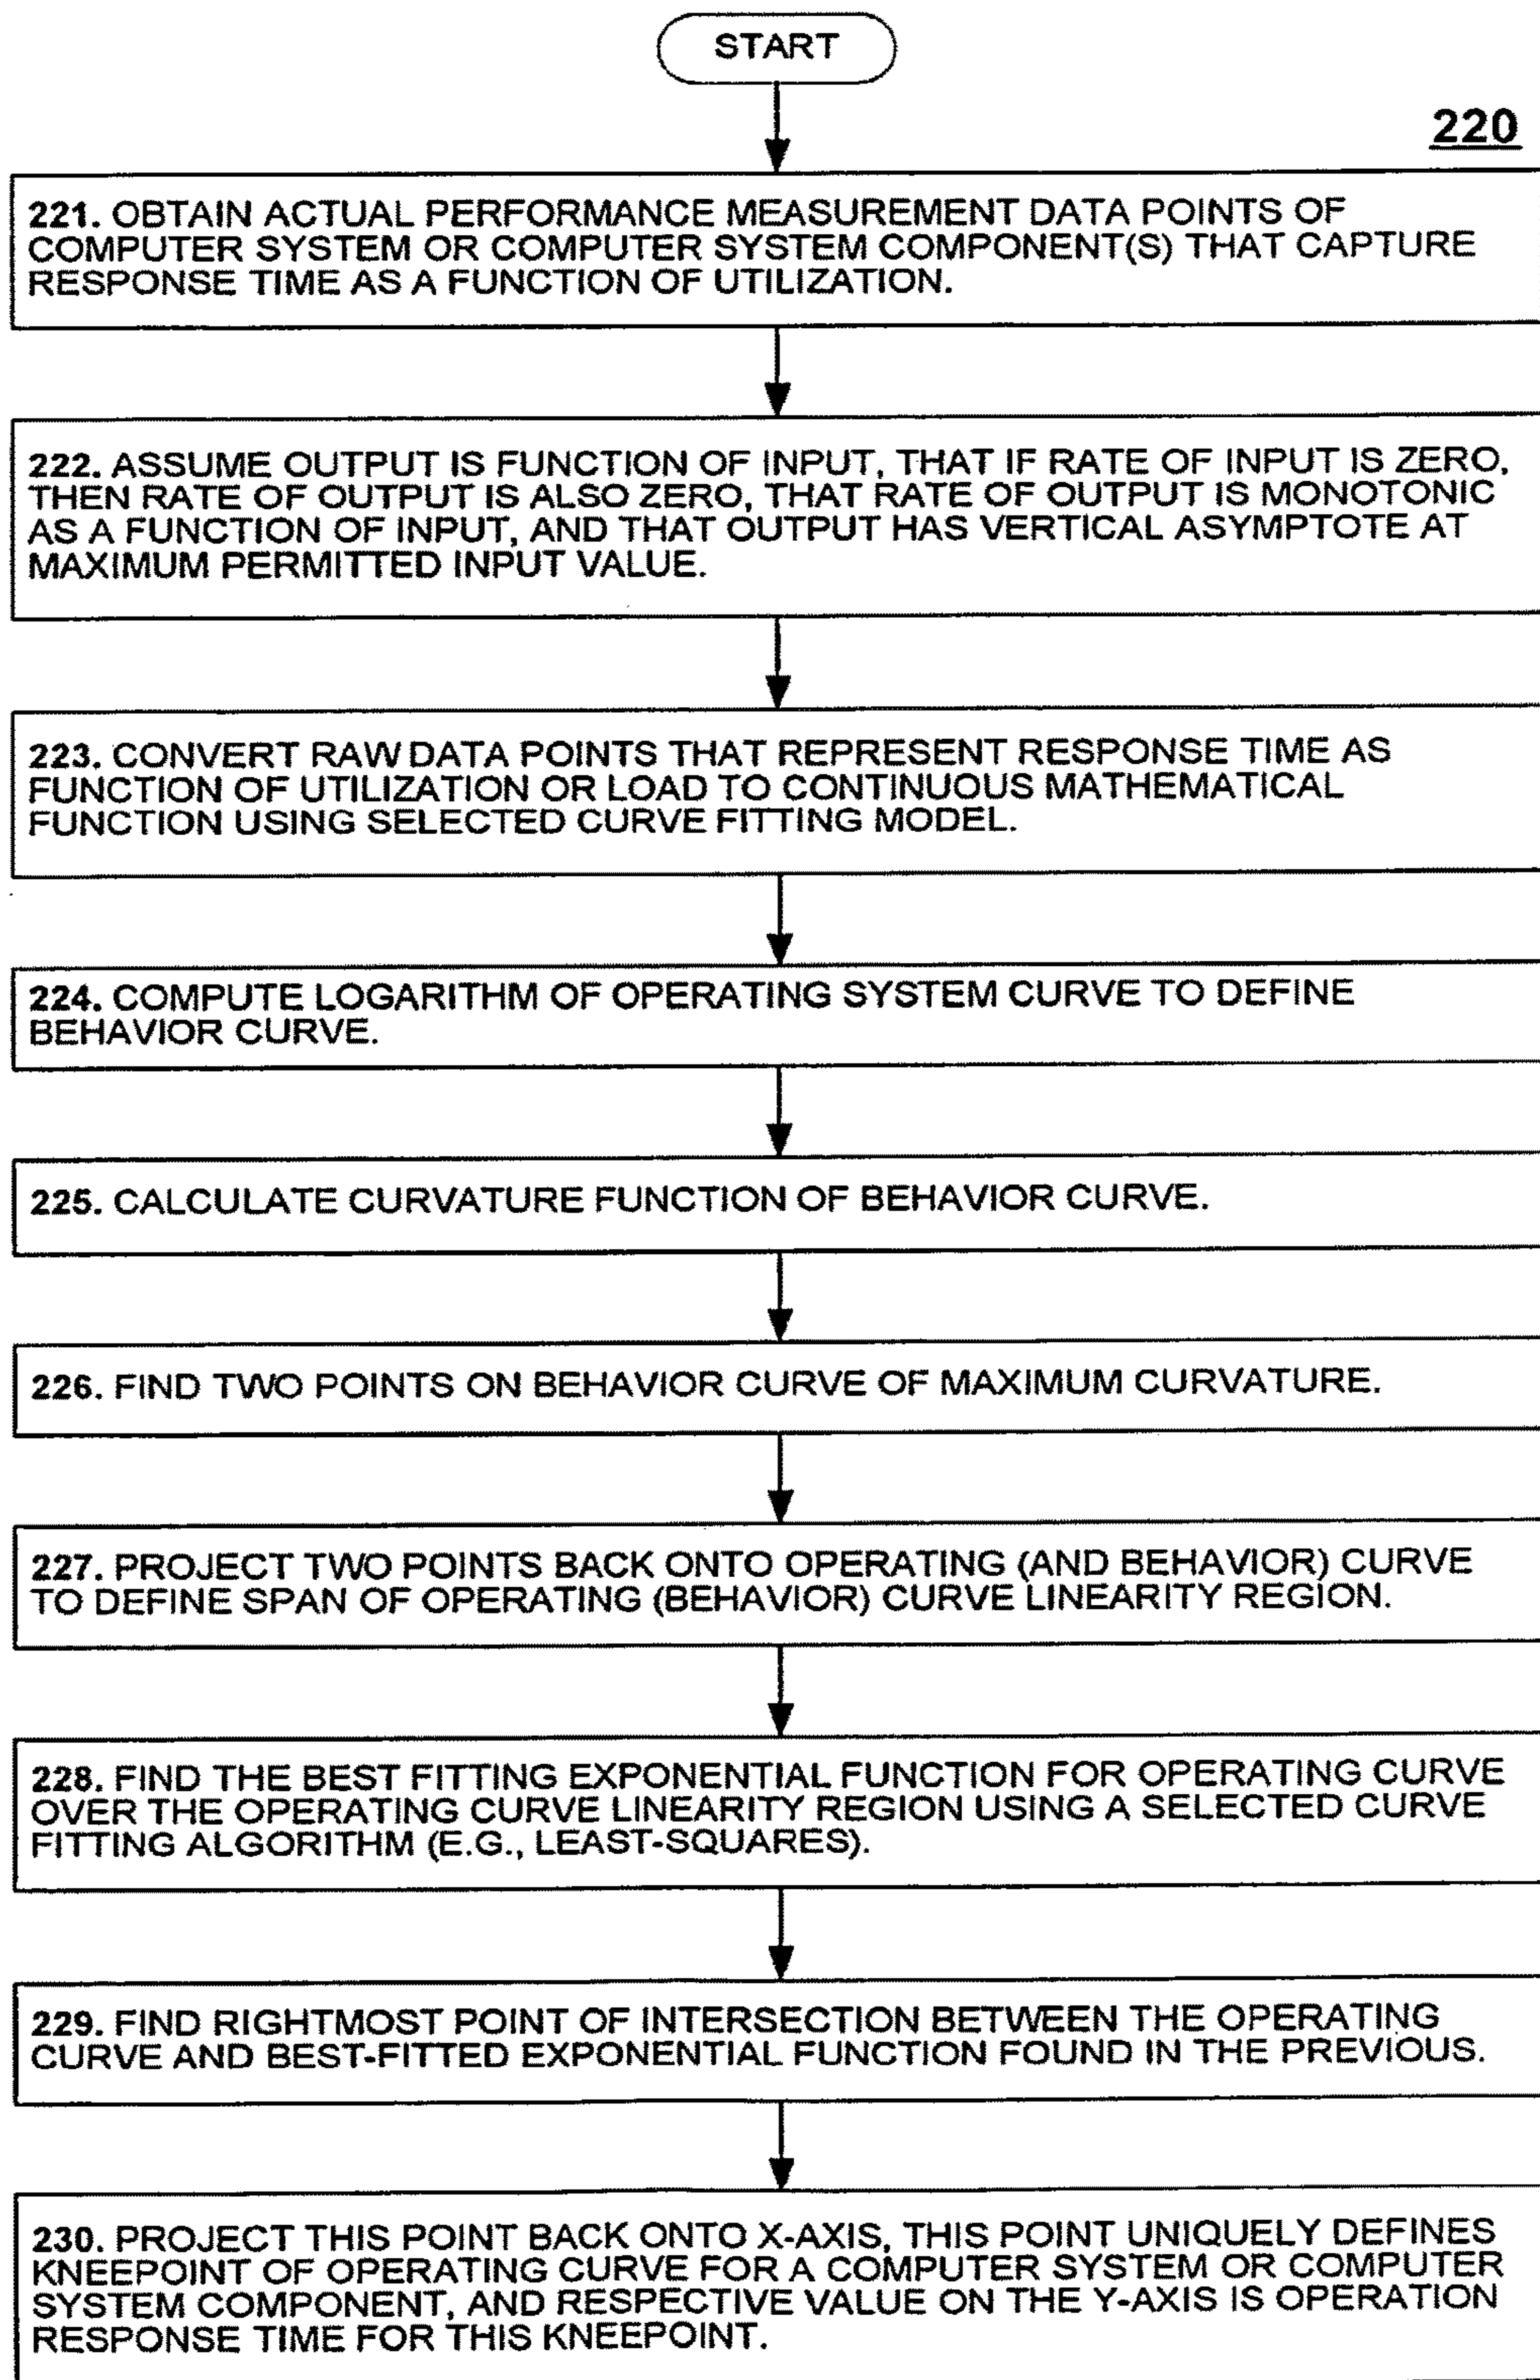 START
220
221. OBTAIN ACTUAL PERFORMANCE MEASUREMENT DATA POINTS OF
COMPUTER SYSTEM OR COMPUTER SYSTEM COMPONENT(S) THAT CAPTURE
RESPONSE TIME AS A FUNCTION OF UTILIZATION.
222. ASSUME OUTPUT IS FUNCTION OF INPUT, THAT IF RATE OF INPUT IS ZERO,
THEN RATE OF OUTPUT IS ALSO ZERO, THAT RATE OF OUTPUT IS MONOTONIC
AS A FUNCTION OF INPUT, AND THAT OUTPUT HAS VERTICAL ASYMPTOTE AT
MAXIMUM PERMITTED INPUT VALUE.
223. CONVERT RAW DATA POINTS THAT REPRESENT RESPONSE TIME AS
FUNCTION OF UTILIZATION OR LOAD TO CONTINUOUS MATHEMATICAL
FUNCTION USING SELECTED CURVE FITTING MODEL.
224. COMPUTE LOGARITHM OF OPERATING SYSTEM CURVE TO DEFINE
BEHAVIOR CURVE.
225. CALCULATE CURVATURE FUNCTION OF BEHAVIOR CURVE.
226. FIND TWO POINTS ON BEHAVIOR CURVE OF MAXIMUM CURVATURE.
227. PROJECT TWO POINTS BACK ONTO OPERATING (AND BEHAVIOR) CURVE
TO DEFINE SPAN OF OPERATING (BEHAVIOR) CURVE LINEARITY REGION.
228. FIND THE BEST FITTING EXPONENTIAL FUNCTION FOR OPERATING CURVE
OVER THE OPERATING CURVE LINEARITY REGION USING A SELECTED CURVE
FITTING ALGORITHM (E.G., LEAST-SQUARES).
229. FIND RIGHTMOST POINT OF INTERSECTION BETWEEN THE OPERATING
CURVE AND BEST-FITTED EXPONENTIAL FUNCTION FOUND IN THE PREVIOUS.
230. PROJECT THIS POINT BACK ONTO X-AXIS, THIS POINT UNIQUELY DEFINES
KNEEPOINT OF OPERATING CURVE FOR A COMPUTER SYSTEM OR COMPUTER
SYSTEM COMPONENT, AND RESPECTIVE VALUE ON THE Y-AXIS IS OPERATION
RESPONSE TIME FOR THIS KNEEPOINT.